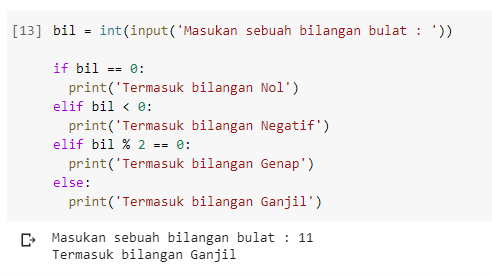 [13] bil = int(input('Masukan sebuah bilangan bulat : '))
if bil == 0:
  print('Termasuk bilangan Nol')
elif bil < 0:
  print('Termasuk bilangan Negatif')
elif bil % 2 == 0:
  print('Termasuk bilangan Genap')
else:
  print('Termasuk bilangan Ganjil')
Masukan sebuah bilangan bulat : 11
Termasuk bilangan Ganjil